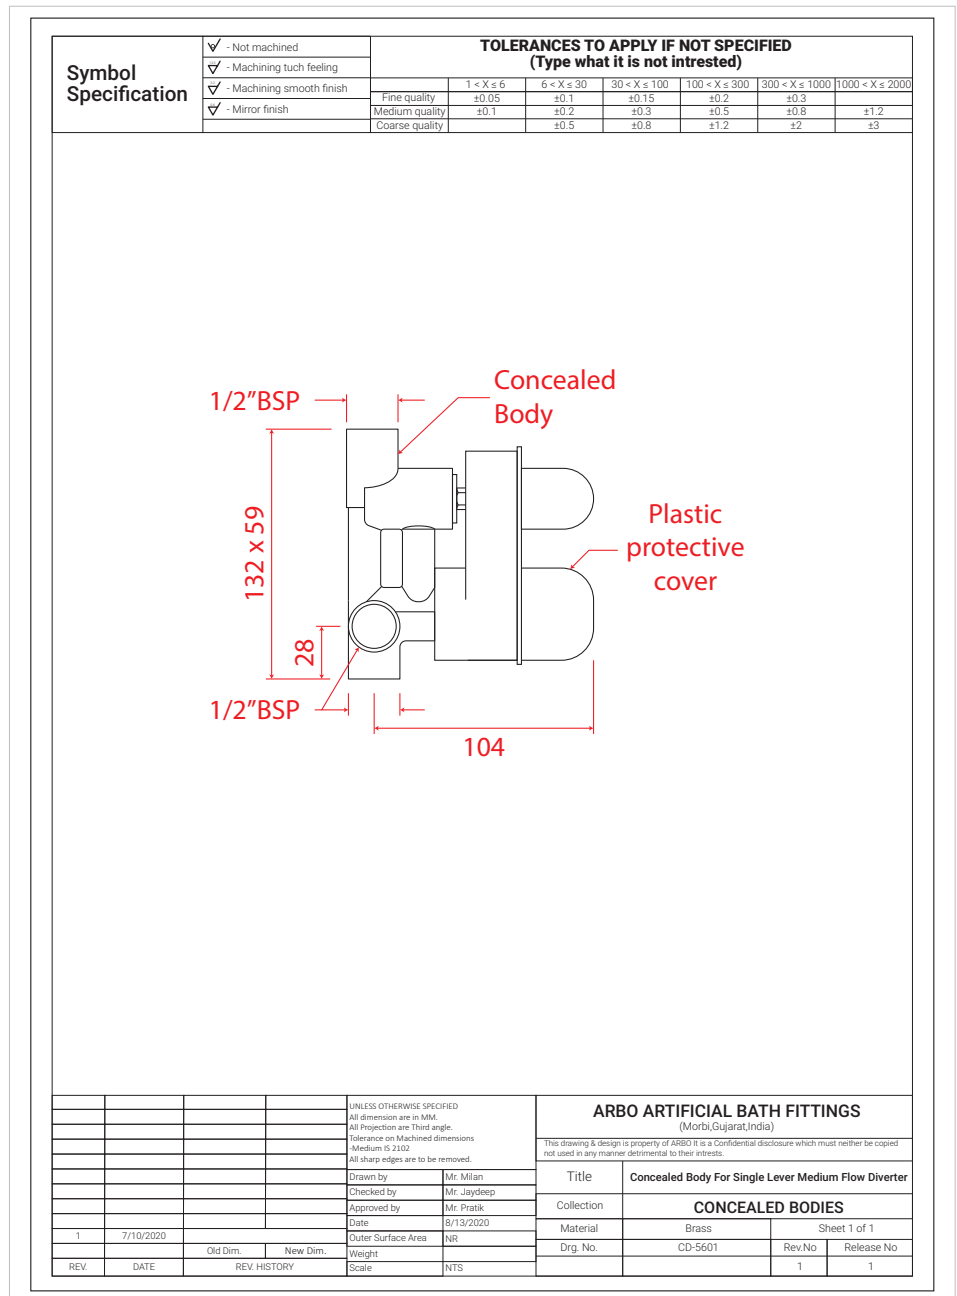 Symbol
Specification
- Not machined
- Machining tuch feeling
- Machining smooth finish
- Mirror finish
TOLERANCES TO APPLY IF NOT SPECIFIED
(Type what it is not intrested)
1 < X ≤ 6 6 < X ≤ 30 30 < X ≤ 100 100 < X ≤ 300 300 < X ≤ 1000 1000 < X ≤ 2000
Fine quality ±0.05 ±0.1 ±0.15 ±0.2 ±0.3
Medium quality ±0.1 ±0.2 ±0.3 ±0.5 ±0.8 ±1.2
Coarse quality ±0.5 ±0.8 ±1.2 ±2 ±3
1/2”BSP
Concealed
Body
132 x 59
Plastic
protective
cover
28
1/2”BSP
104
UNLESS OTHERWISE SPECIFIED
All dimension are in MM.
All Projection are Third angle.
Tolerance on Machined dimensions
-Medium IS 2102
All sharp edges are to be removed.
Drawn by Mr. Milan
Checked by Mr. Jaydeep
Approved by Mr. Pratik
Date 8/13/2020
Outer Surface Area NR
Weight
Scale NTS
1 7/10/2020
Old Dim. New Dim.
REV. DATE REV. HISTORY
ARBO ARTIFICIAL BATH FITTINGS
(Morbi,Gujarat,India)
This drawing & design is property of ARBO It is a Confidential disclosure which must neither be copied
not used in any manner detrimental to their intrests.
Title Concealed Body For Single Lever Medium Flow Diverter
Collection CONCEALED BODIES
Material Brass Sheet 1 of 1
Drg. No. CD-5601 Rev.No Release No
1 1